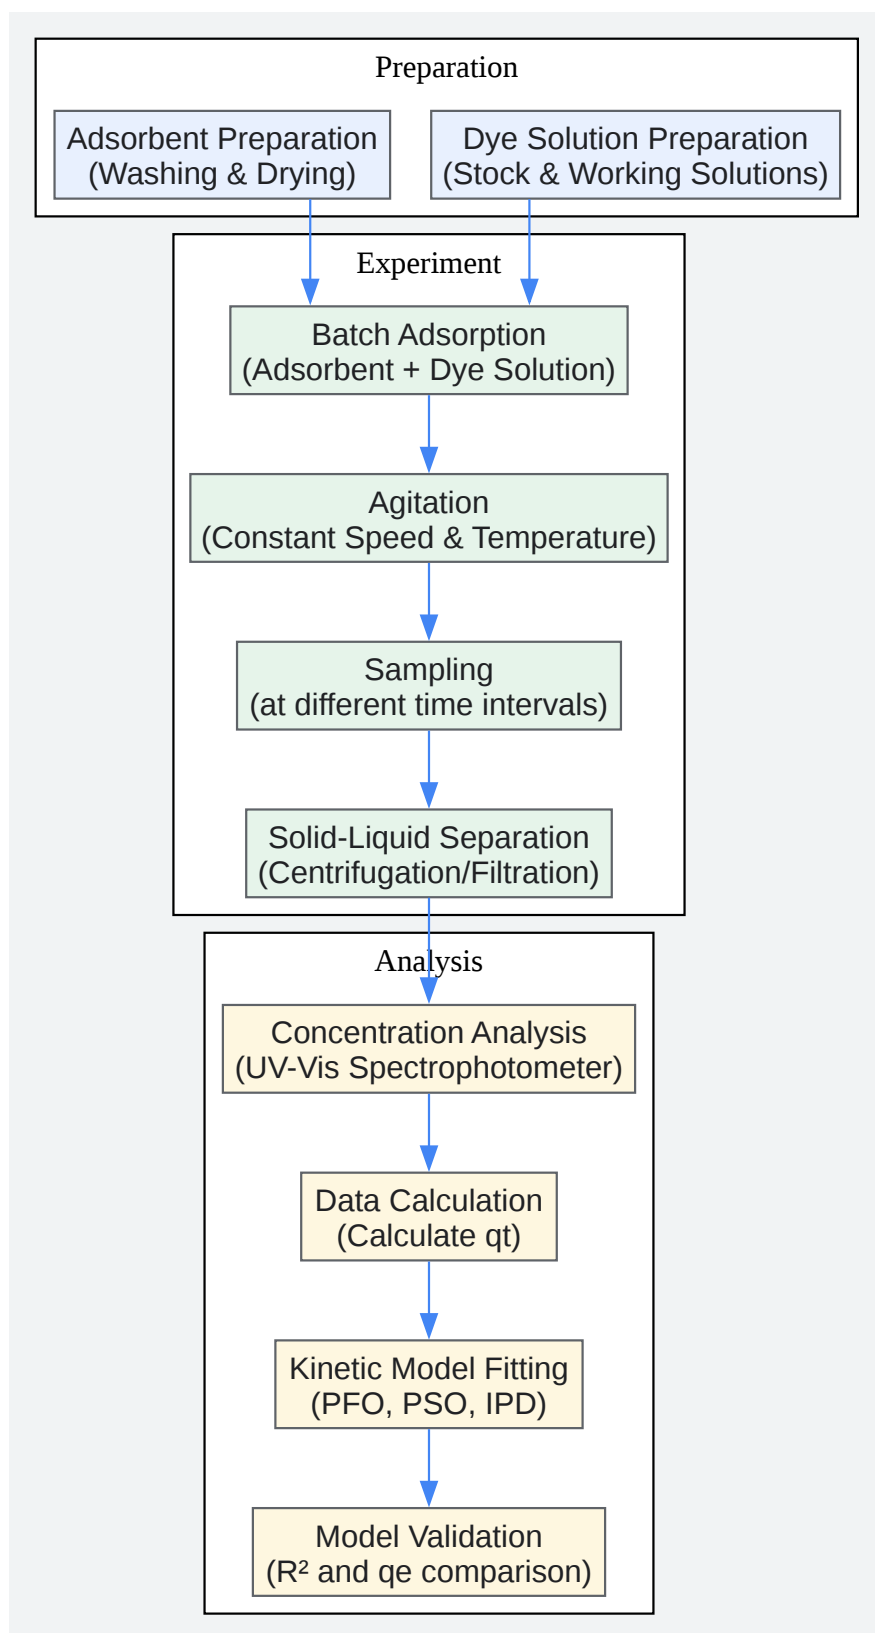 Preparation
Adsorbent Preparation
(Washing & Drying)
Dye Solution Preparation
(Stock & Working Solutions)
Experiment
Batch Adsorption
(Adsorbent + Dye Solution)
Agitation
(Constant Speed & Temperature)
Sampling
(at different time intervals)
Solid-Liquid Separation
(Centrifugation/Filtration)
Analysis
Concentration Analysis
(UV-Vis Spectrophotometer)
Data Calculation
(Calculate qt)
Kinetic Model Fitting
(PFO, PSO, IPD)
Model Validation
(R² and qe comparison)